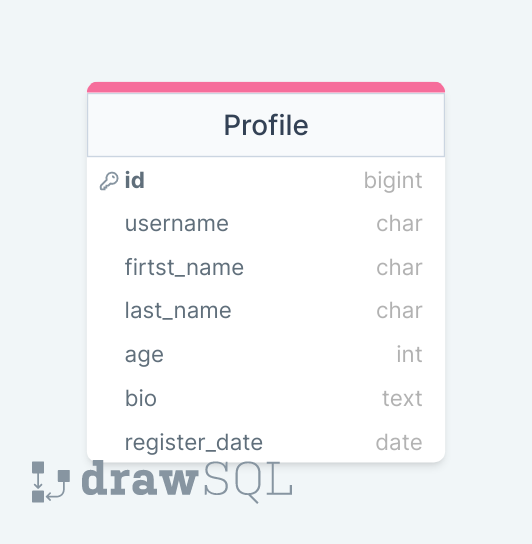 Profile
id bigint
username char
firtst_name char
last_name char
age int
bio text
register_date date
drawSQL